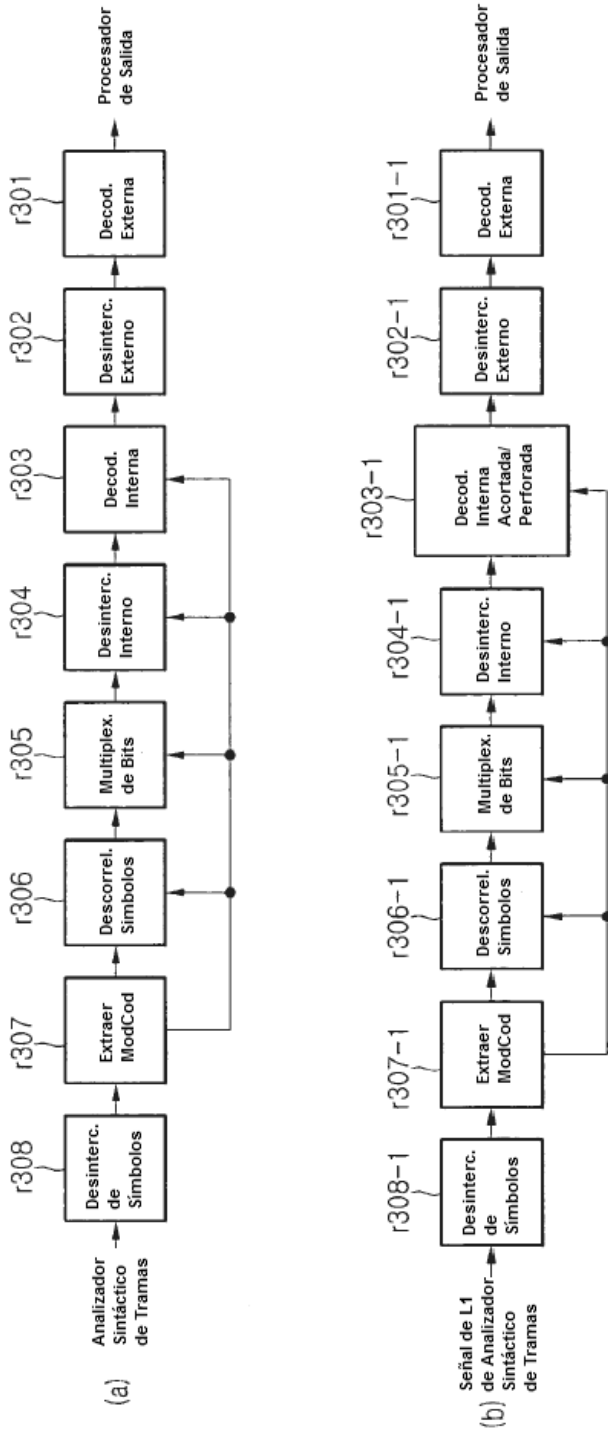 (a)
Analizador
Sintáctico
de Tramas
r308
Desinterc.
de
Símbolos
r307
Extraer
ModCod
r306
Descorrel.
Simbolos
r305
Multiplex.
de Bits
r304
Desinterc.
Interno
r303
Decod.
Interna
r302
Desinterc.
Externo
r301
Decod.
Externa
Procesador
de Salida
(b)
Señal de L1
de Analizador
Sintáctico
de Tramas
r308-1
Desinterc.
de
Símbolos
r307-1
Extraer
ModCod
r306-1
Descorrel.
Simbolos
r305-1
Multiplex.
de Bits
r304-1
Desinterc.
Interno
r303-1
Decod.
Interna
Acortada/
Perforada
r302-1
Desinterc.
Externo
r301-1
Decod.
Externa
Procesador
de Salida